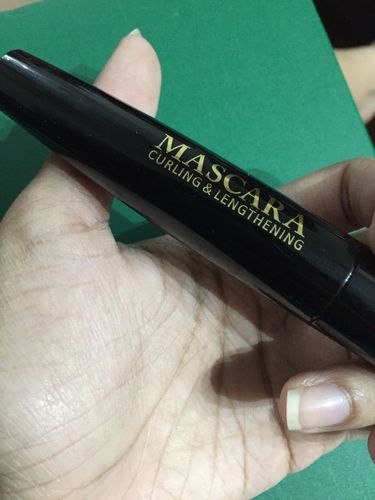 MASCARA
CURLING & LENGTHENING